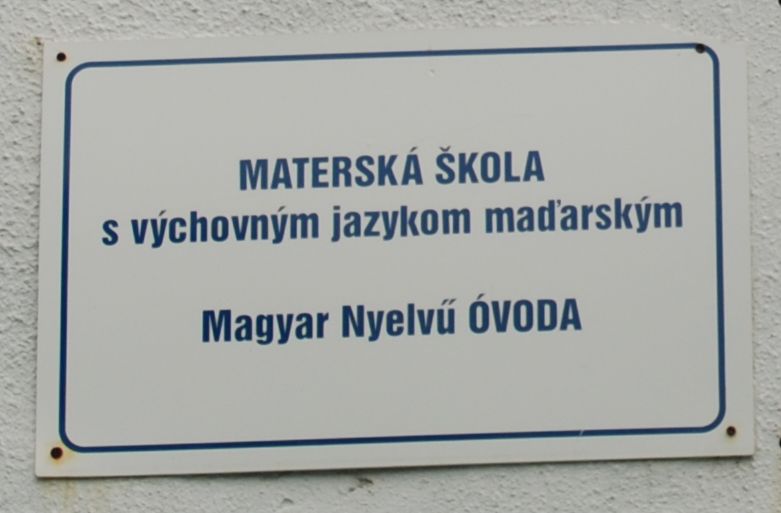 MATERSKÁ ŠKOLA
s výchovným jazykom maďarským
Magyar Nyelvű ÓVODA